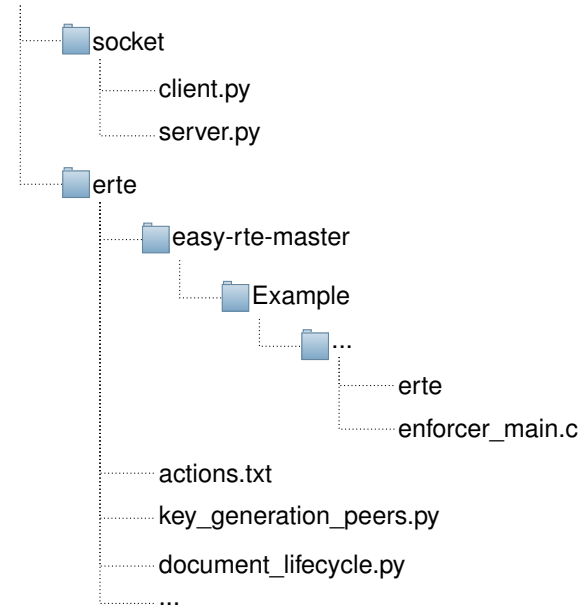 socket
client.py
server.py
erte
easy-rte-master
Example
...
erte
enforcer_main.c
actions.txt
key_generation_peers.py
document_lifecycle.py
...